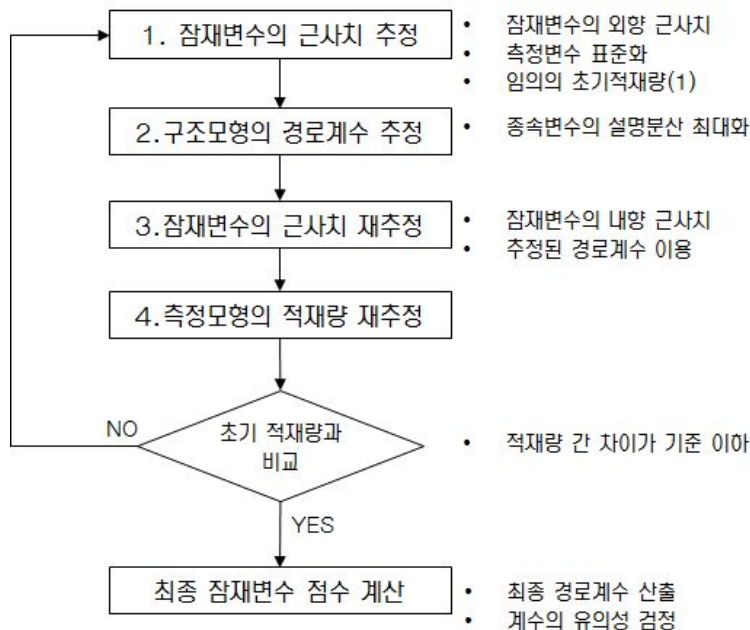 1. 잠재변수의 근사치 추정
• 잠재변수의 외향 근사치
• 측정변수 표준화
• 임의의 초기적재량(1)
2.구조모형의 경로계수 추정
• 종속변수의 설명분산 최대화
3.잠재변수의 근사치 재추정
• 잠재변수의 내향 근사치
• 추정된 경로계수 이용
4.측정모형의 적재량 재추정
NO
초기 적재량과
비교
• 적재량 간 차이가 기준 이하
YES
최종 잠재변수 점수 계산
• 최종 경로계수 산출
• 계수의 유의성 검정